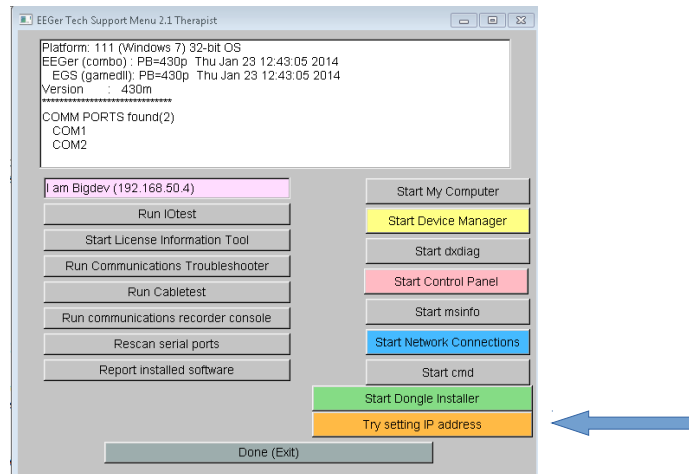 EEGer Tech Support Menu 2.1 Therapist
Platform: 111 (Windows 7) 32-bit OS
EEGer (combo) : PB=430p Thu Jan 23 12:43:05 2014
EGS (gamedll): PB=430p Thu Jan 23 12:43:05 2014
Version : 430m
******************************
COMM PORTS found(2)
COM1
COM2
I am Bigdev (192.168.50.4)
Run IOtest
Start License Information Tool
Run Communications Troubleshooter
Run Cabletest
Run communications recorder console
Rescan serial ports
Report installed software
Start My Computer
Start Device Manager
Start dxdiag
Start Control Panel
Start msinfo
Start Network Connections
Start cmd
Start Dongle Installer
Try setting IP address
Done (Exit)